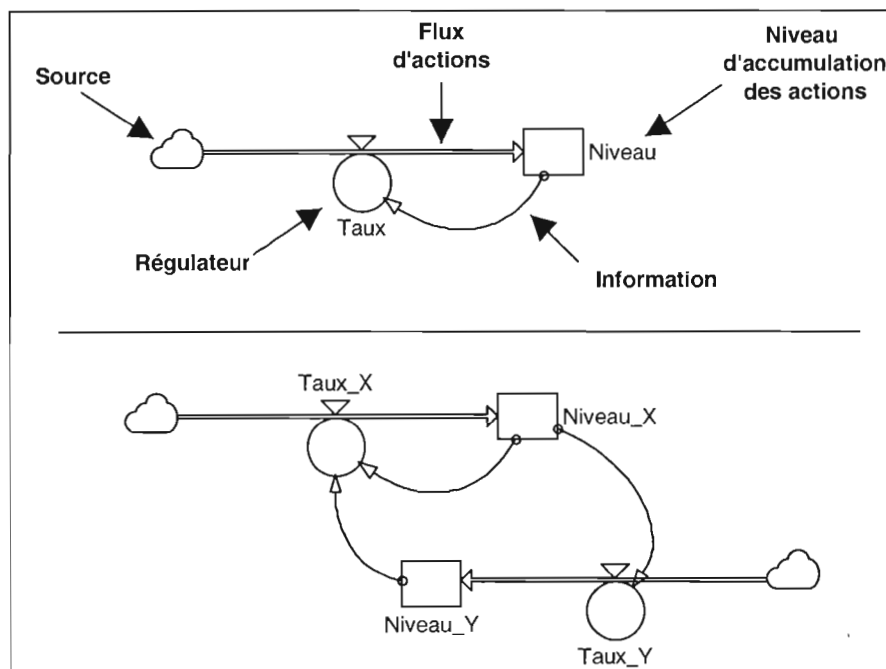 Flux
d'actions
Niveau
d'accumulation
des actions
Source
Niveau
Taux
Régulateur
Information
Taux_X
Niveau_X
Niveau_Y
Taux_Y